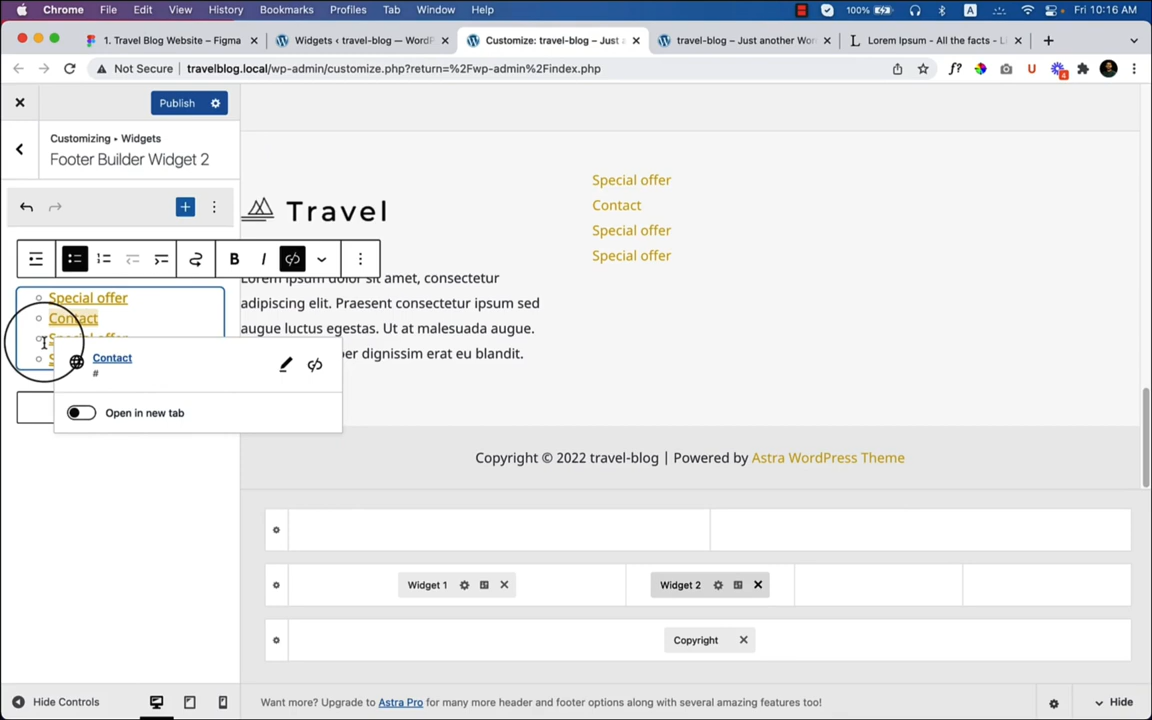 Chrome File Edit View History Bookmarks Profiles Tab Window Help 100% A Fri 10:16 AM
1. Travel Blog Website – Figma
Widgets ‹ travel-blog — WordP
Customize: travel-blog – Just a
travel-blog – Just another Wor
Lorem Ipsum - All the facts - L
Not Secure travelblog.local/wp-admin/customize.php?return=%2Fwp-admin%2Findex.php
f? U 4
Publish
Customizing • Widgets
Footer Builder Widget 2
B I
Special offer
Contact
Contact
#
Open in new tab
Special offer
Contact
Special offer
Special offer
Travel
Lorem ipsum dolor sit amet, consectetur
adipiscing elit. Praesent consectetur ipsum sed
augue luctus egestas. Ut at malesuada augue.
er dignissim erat eu blandit.
Copyright © 2022 travel-blog | Powered by Astra WordPress Theme
Widget 1
Widget 2
Copyright
Hide Controls
Want more? Upgrade to Astra Pro for many more header and footer options along with several amazing features too!
Hide